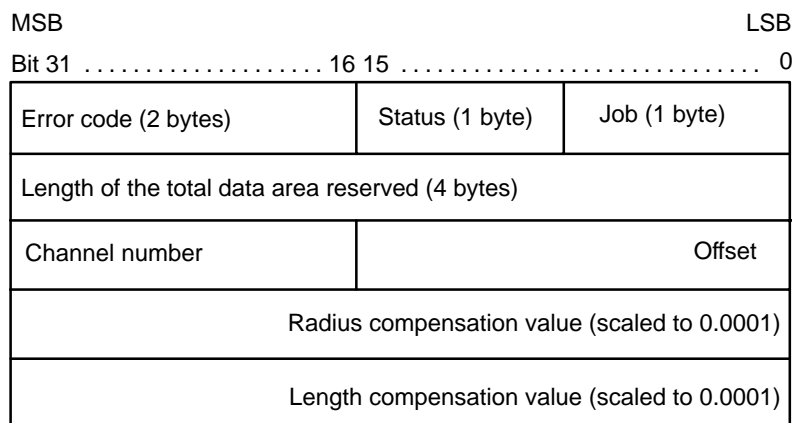 MSB LSB
Bit 31 . . . . . . . . . . . . . . . . . . . . 16 15 . . . . . . . . . . . . . . . . . . . . . . . . . . . . . . 0
Error code (2 bytes) Status (1 byte) Job (1 byte)
Length of the total data area reserved (4 bytes)
Channel number Offset
Radius compensation value (scaled to 0.0001)
Length compensation value (scaled to 0.0001)